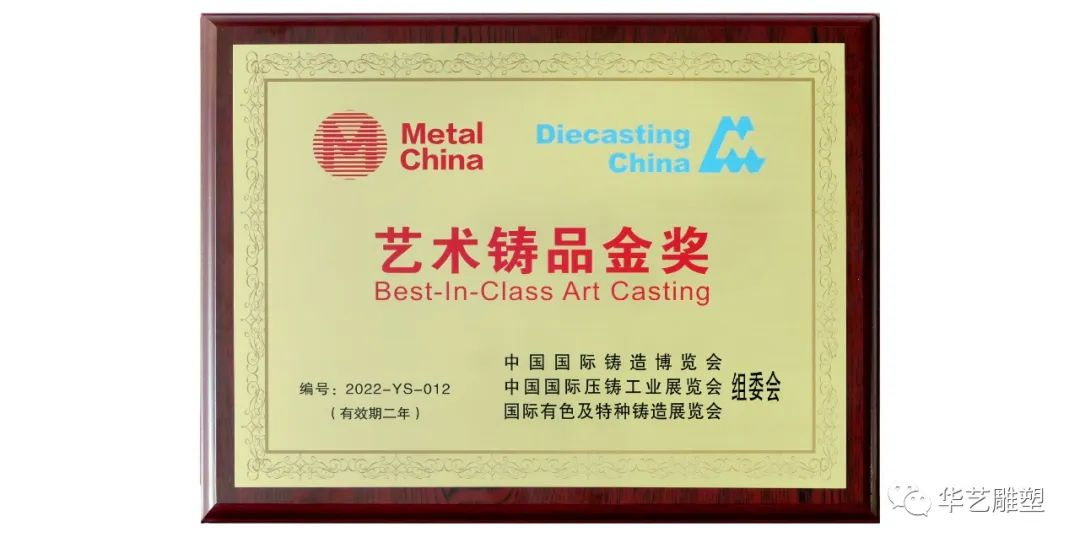 Metal
China
Diecasting
China
艺术铸品金奖
Best-In-Class Art Casting
编号：2022-YS-012
（有效期二年）
中国国际铸造博览会
中国国际压铸工业展览会
国际有色及特种铸造展览会
组委会
华艺雕塑